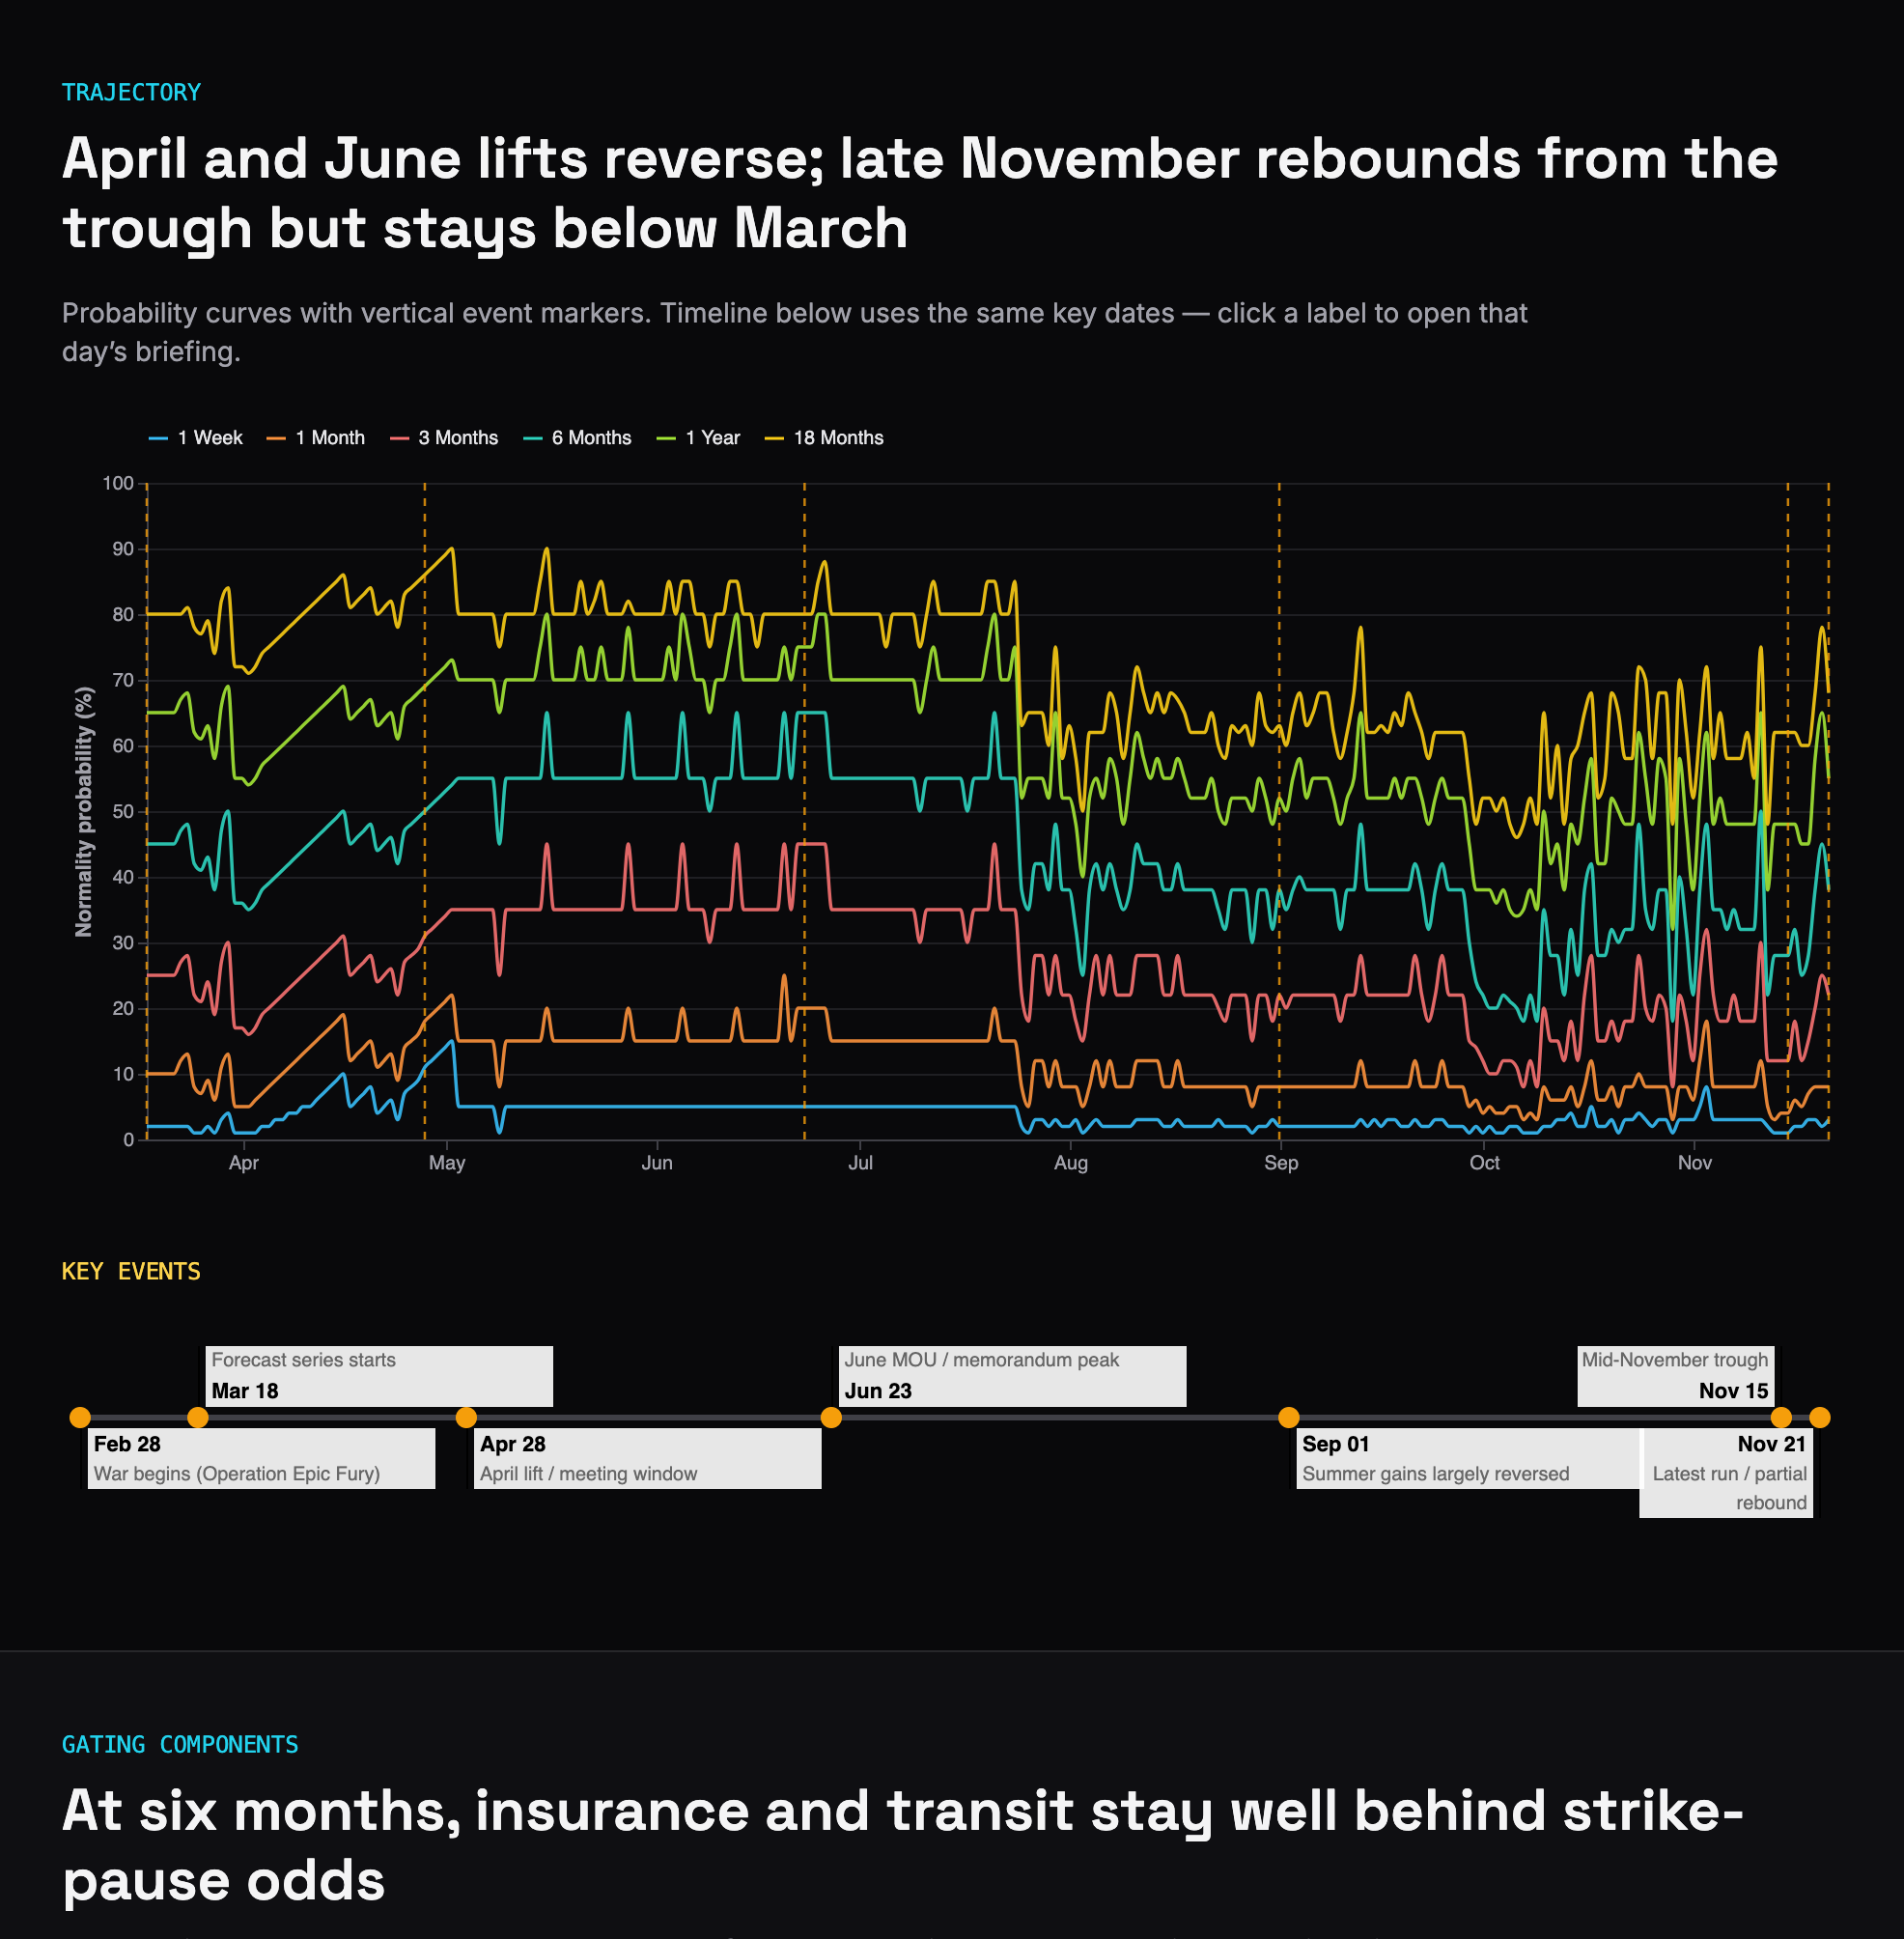 TRAJECTORY
April and June lifts reverse; late November rebounds from the
trough but stays below March
Probability curves with vertical event markers. Timeline below uses the same key dates — click a label to open that
day’s briefing.
1 Week 1 Month 3 Months 6 Months 1 Year 18 Months
Normality probability (%)
100
90
80
70
60
50
40
30
20
10
0
Apr May Jun Jul Aug Sep Oct Nov
KEY EVENTS
Forecast series starts
Mar 18
June MOU / memorandum peak
Jun 23
Mid-November trough
Nov 15
Feb 28
War begins (Operation Epic Fury)
Apr 28
April lift / meeting window
Sep 01
Summer gains largely reversed
Nov 21
Latest run / partial
rebound
GATING COMPONENTS
At six months, insurance and transit stay well behind strike-
pause odds